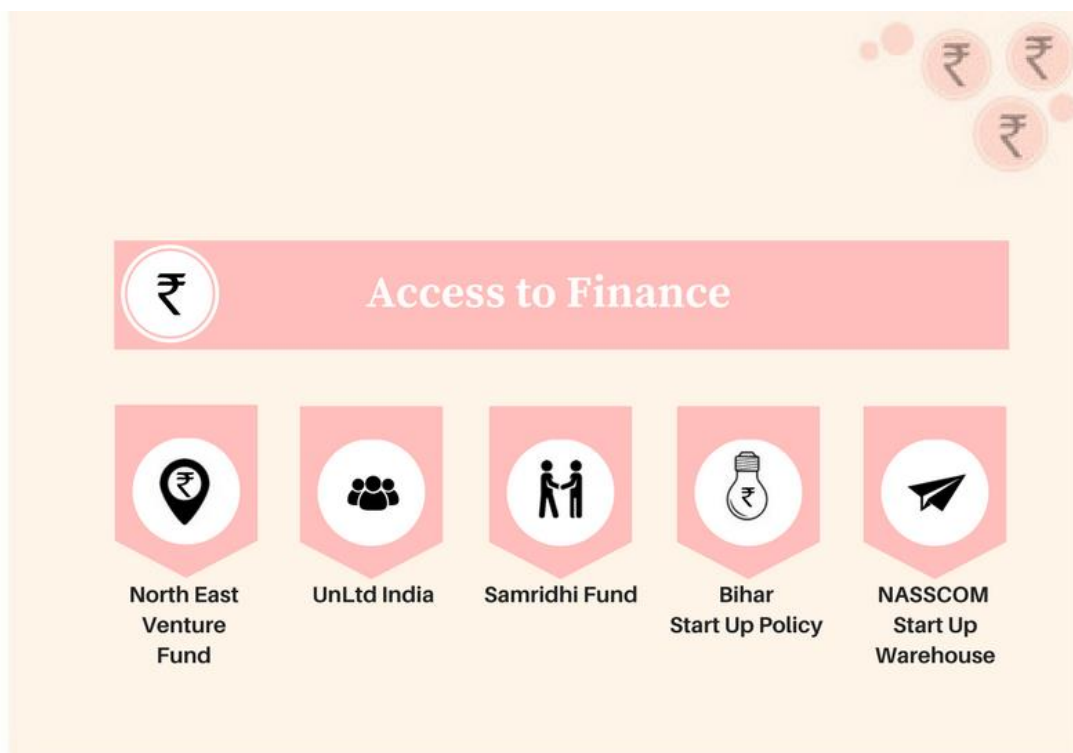 ₹ ₹
₹
₹ Access to Finance
₹ ₹
North East
Venture
Fund
UnLtd India
Samridhi Fund
Bihar
Start Up Policy
NASSCOM
Start Up
Warehouse